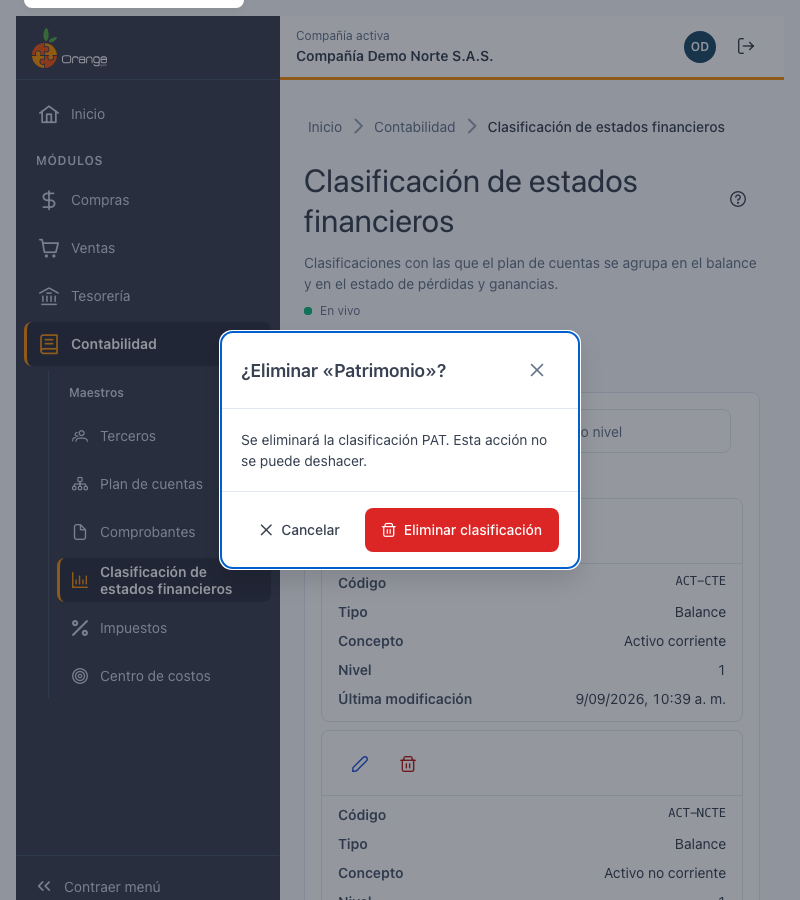 Orange
Compañía activa
Compañía Demo Norte S.A.S.
OD
Inicio
MÓDULOS
Compras
Ventas
Tesorería
Contabilidad
Maestros
Terceros
Plan de cuentas
Comprobantes
Clasificación de
estados financieros
Impuestos
Centro de costos
Contraer menú
Inicio
Contabilidad
Clasificación de estados financieros
Clasificación de estados
financieros
Clasificaciones con las que el plan de cuentas se agrupa en el balance
y en el estado de pérdidas y ganancias.
En vivo
¿Eliminar «Patrimonio»?
Se eliminará la clasificación PAT. Esta acción no
se puede deshacer.
Cancelar
Eliminar clasificación
o nivel
Código ACT-CTE
Tipo Balance
Concepto Activo corriente
Nivel 1
Última modificación 9/09/2026, 10:39 a. m.
Código ACT-NCTE
Tipo Balance
Concepto Activo no corriente
Nivel 1